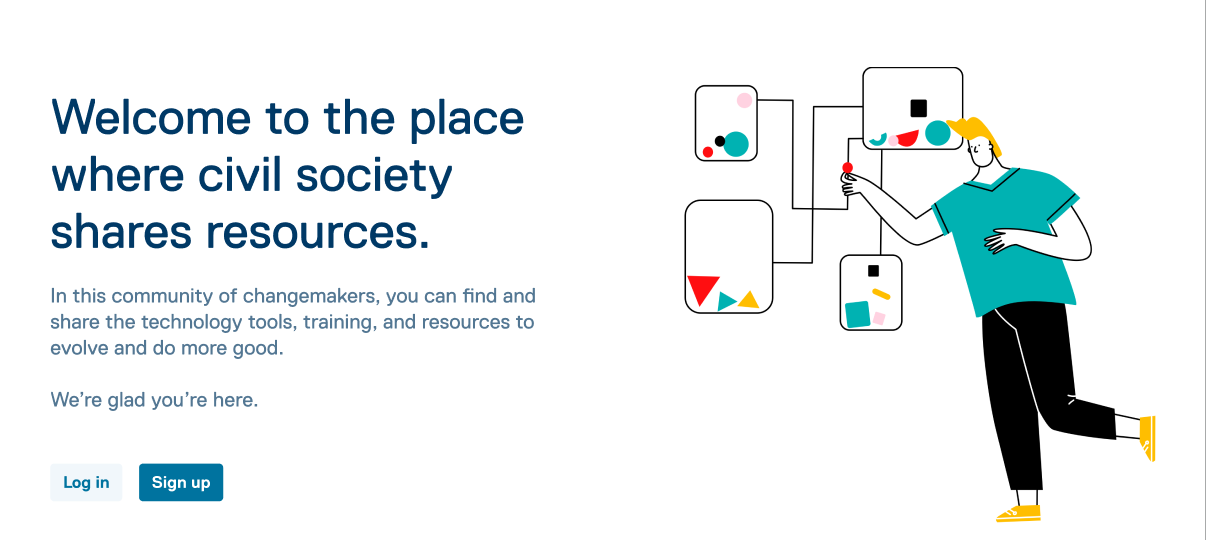 Welcome to the place
where civil society
shares resources.
In this community of changemakers, you can find and
share the technology tools, training, and resources to
evolve and do more good.
We’re glad you’re here.
Log in
Sign up